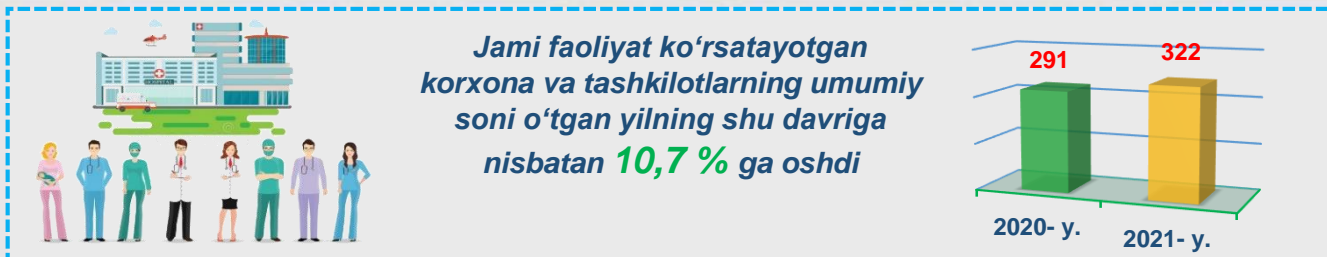 Jami faoliyat ko‘rsatayotgan
korxona va tashkilotlarning umumiy
soni o‘tgan yilning shu davriga
nisbatan 10,7 % ga oshdi
291
322
2020- y.
2021- y.